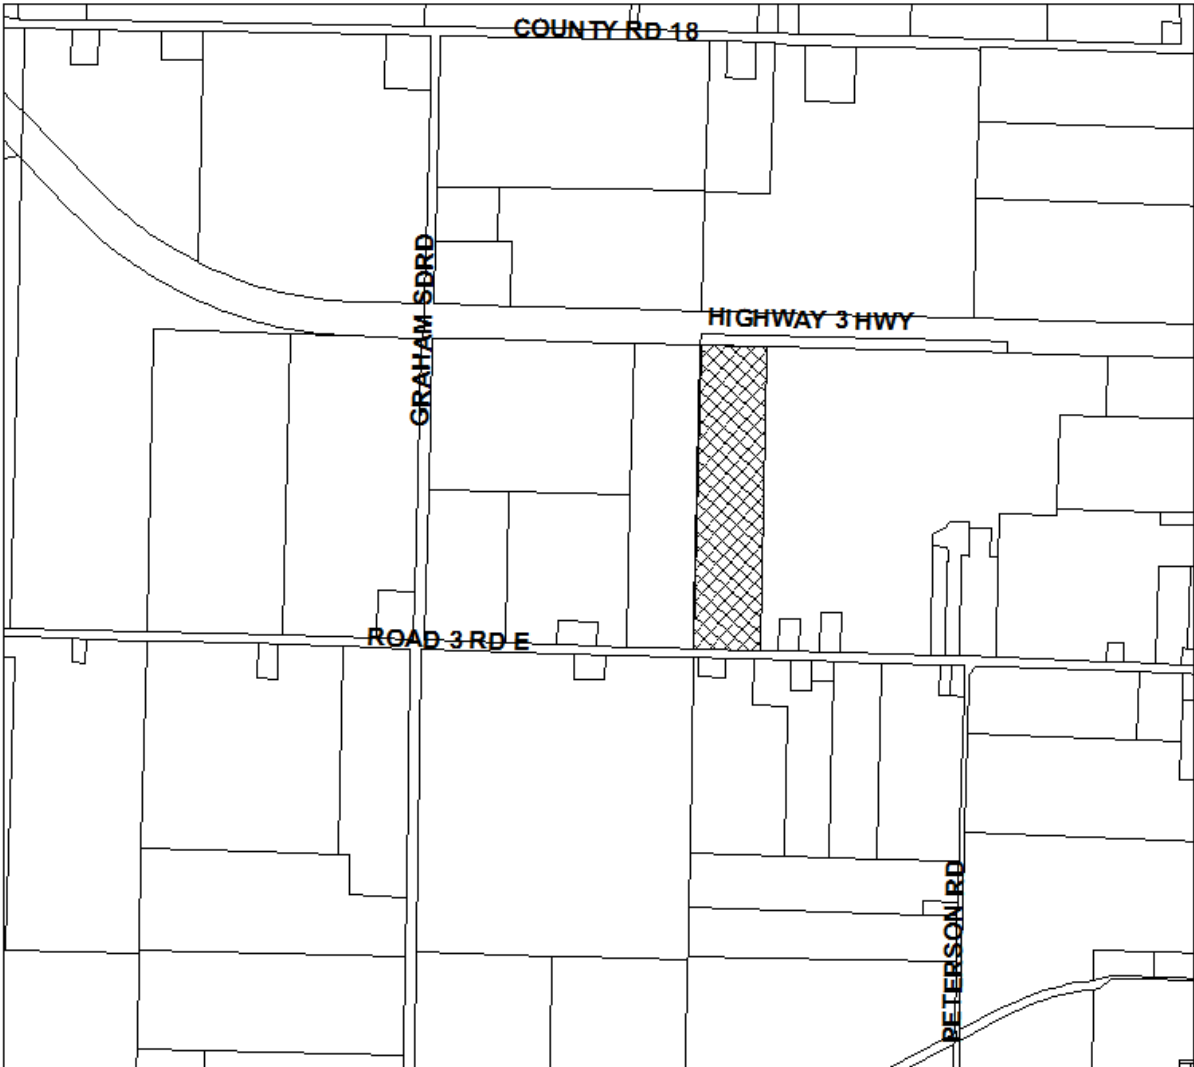 COUNTY RD 18
GRAHAM SDRD
HIGHWAY 3 HWY
ROAD 3 RD E
PETERSON RD